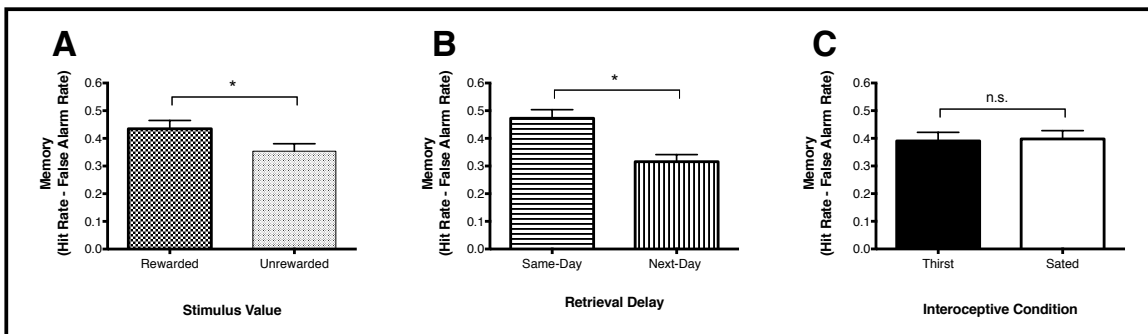 A
Memory
(Hit Rate - False Alarm Rate)
0.6
0.5
0.4
0.3
0.2
0.1
0.0
*
Rewarded
Unrewarded
Stimulus Value
B
Memory
(Hit Rate - False Alarm Rate)
0.6
0.5
0.4
0.3
0.2
0.1
0.0
*
Same-Day
Next-Day
Retrieval Delay
C
Memory
(Hit Rate - False Alarm Rate)
0.6
0.5
0.4
0.3
0.2
0.1
0.0
n.s.
Thirst
Sated
Interoceptive Condition